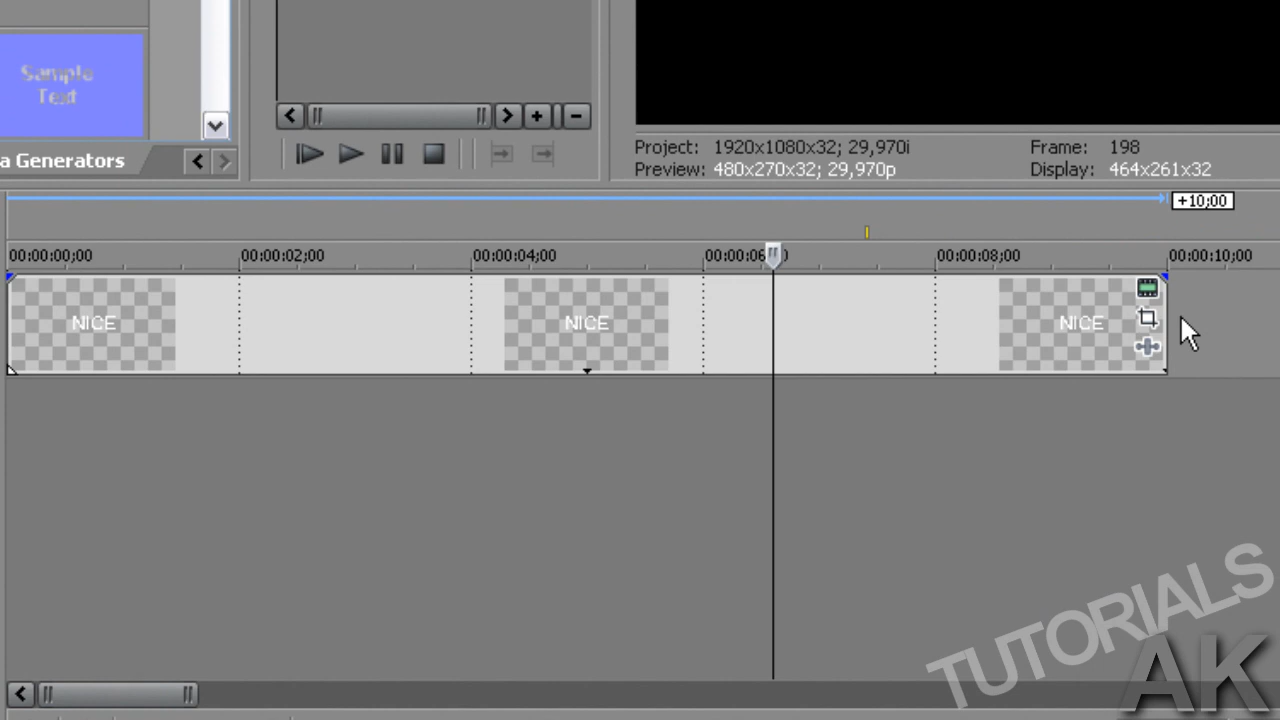 Sample
Text
a Generators
Project: 1920x1080x32; 29,970i
Frame: 198
Preview: 480x270x32; 29,970p
Display: 464x261x32
+10;00
00:00:00;00
00:00:02;00
00:00:04;00
00:00:06
00:00:08;00
00:00:10;00
NICE
NICE
NICE
TUTORIALS
AK